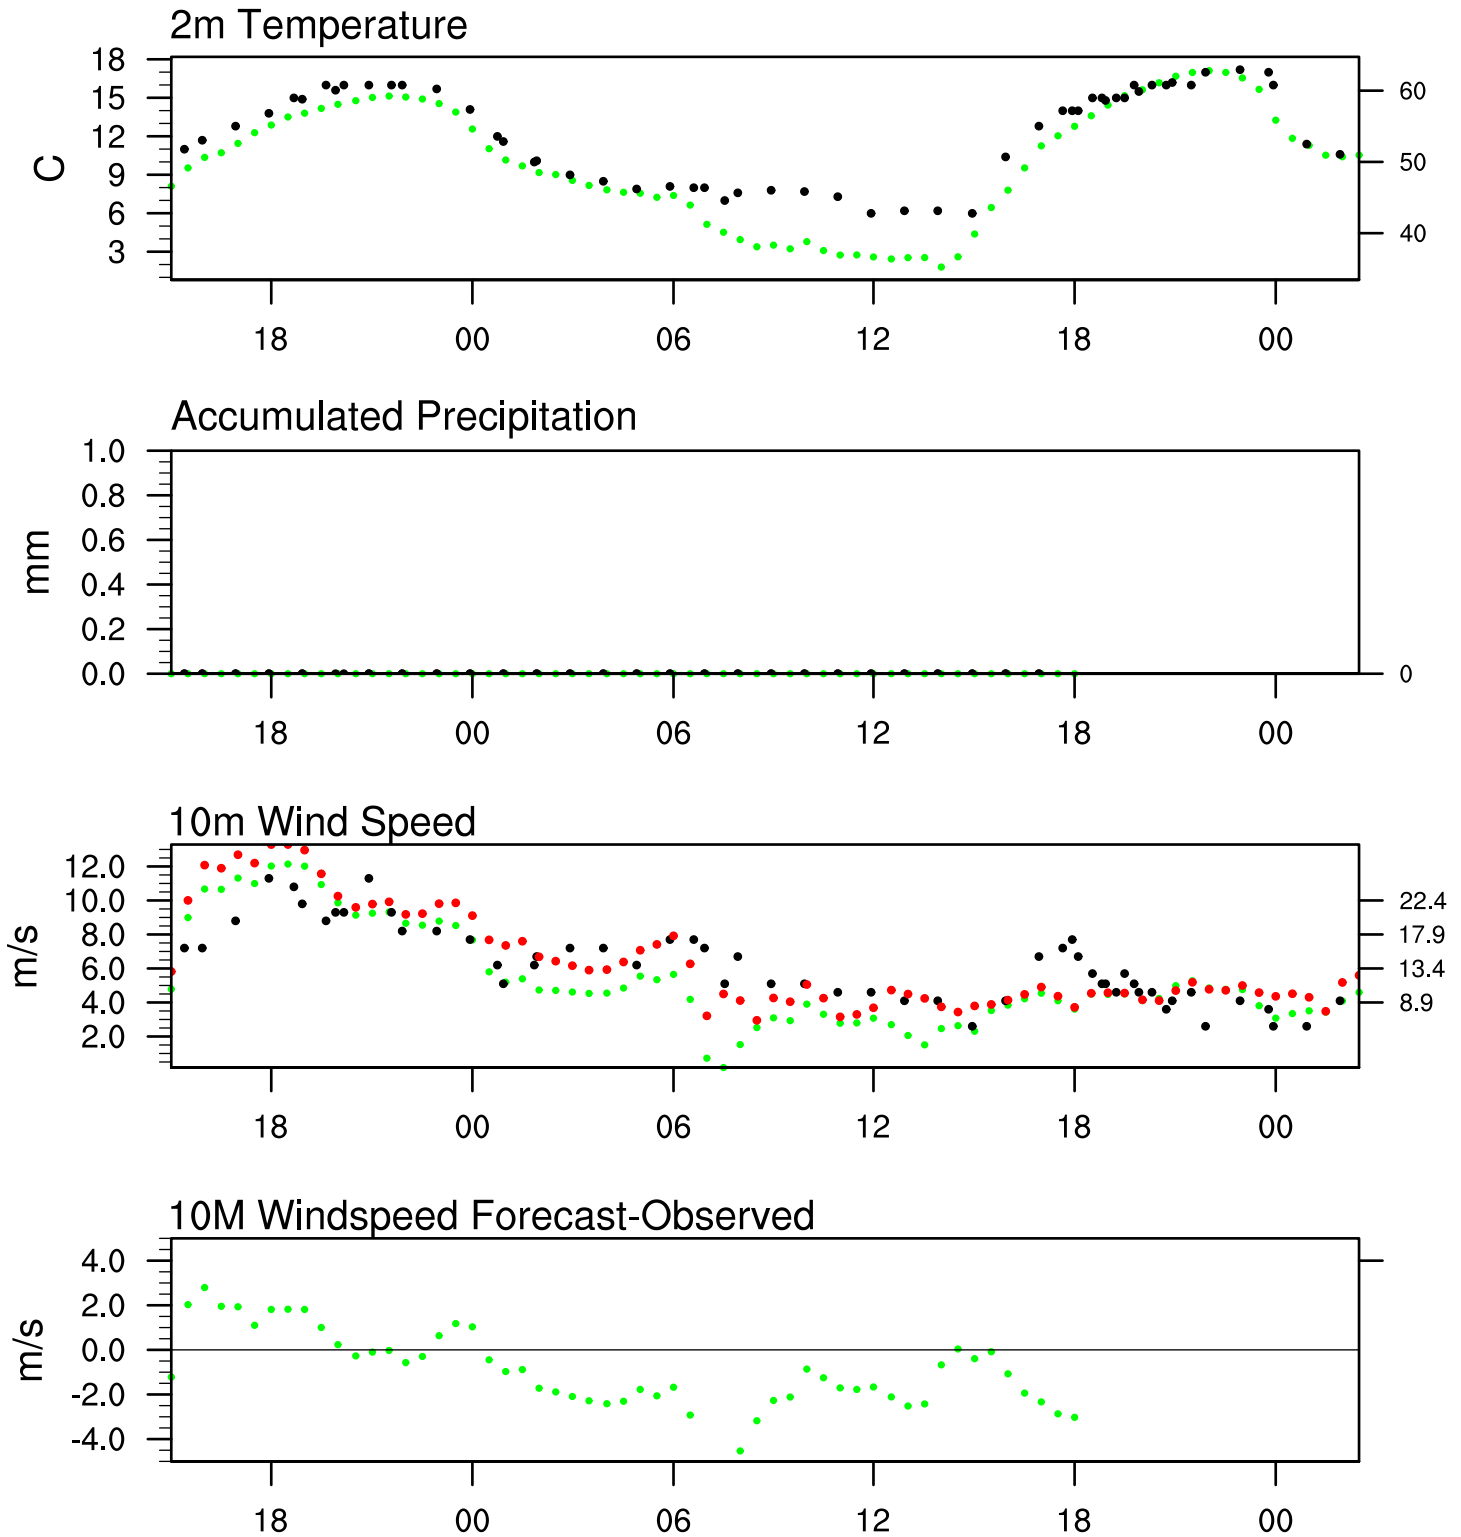 2m Temperature
18
15
12
9
6
3
C
60
50
40
18 00 06 12 18 00
Accumulated Precipitation
1.0
0.8
0.6
0.4
0.2
0.0
mm
0
18 00 06 12 18 00
10m Wind Speed
12.0
10.0
8.0
6.0
4.0
2.0
m/s
22.4
17.9
13.4
8.9
18 00 06 12 18 00
10M Windspeed Forecast-Observed
4.0
2.0
0.0
-2.0
-4.0
m/s
18 00 06 12 18 00